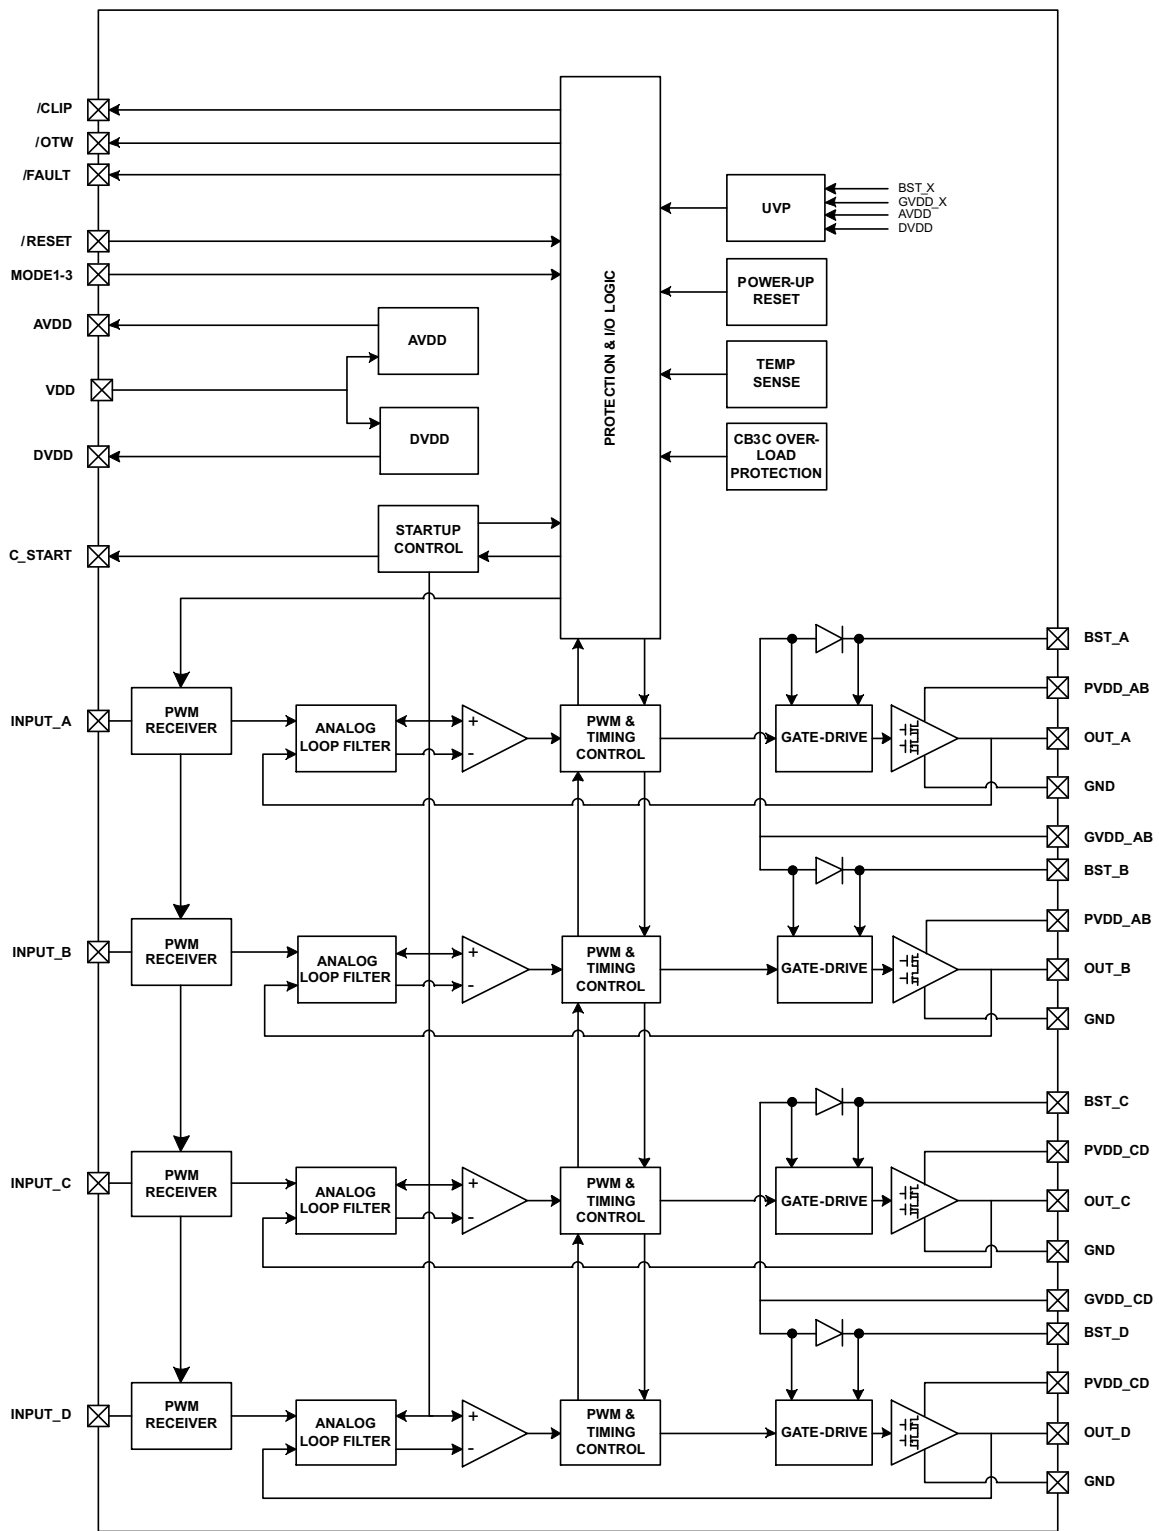 /CLIP
/OTW
/FAULT
/RESET
MODE1-3
AVDD
VDD
DVDD
C_START
AVDD
DVDD
STARTUP
CONTROL
PROTECTION & I/O LOGIC
UVP
BST_X
GVDD_X
AVDD
DVDD
POWER-UP
RESET
TEMP
SENSE
CB3C OVER-
LOAD
PROTECTION
INPUT_A
PWM
RECEIVER
ANALOG
LOOP FILTER
+
-
PWM &
TIMING
CONTROL
GATE-DRIVE
BST_A
PVDD_AB
OUT_A
GND
GVDD_AB
INPUT_B
PWM
RECEIVER
ANALOG
LOOP FILTER
+
-
PWM &
TIMING
CONTROL
GATE-DRIVE
BST_B
PVDD_AB
OUT_B
GND
INPUT_C
PWM
RECEIVER
ANALOG
LOOP FILTER
+
-
PWM &
TIMING
CONTROL
GATE-DRIVE
BST_C
PVDD_CD
OUT_C
GND
GVDD_CD
INPUT_D
PWM
RECEIVER
ANALOG
LOOP FILTER
+
-
PWM &
TIMING
CONTROL
GATE-DRIVE
BST_D
PVDD_CD
OUT_D
GND